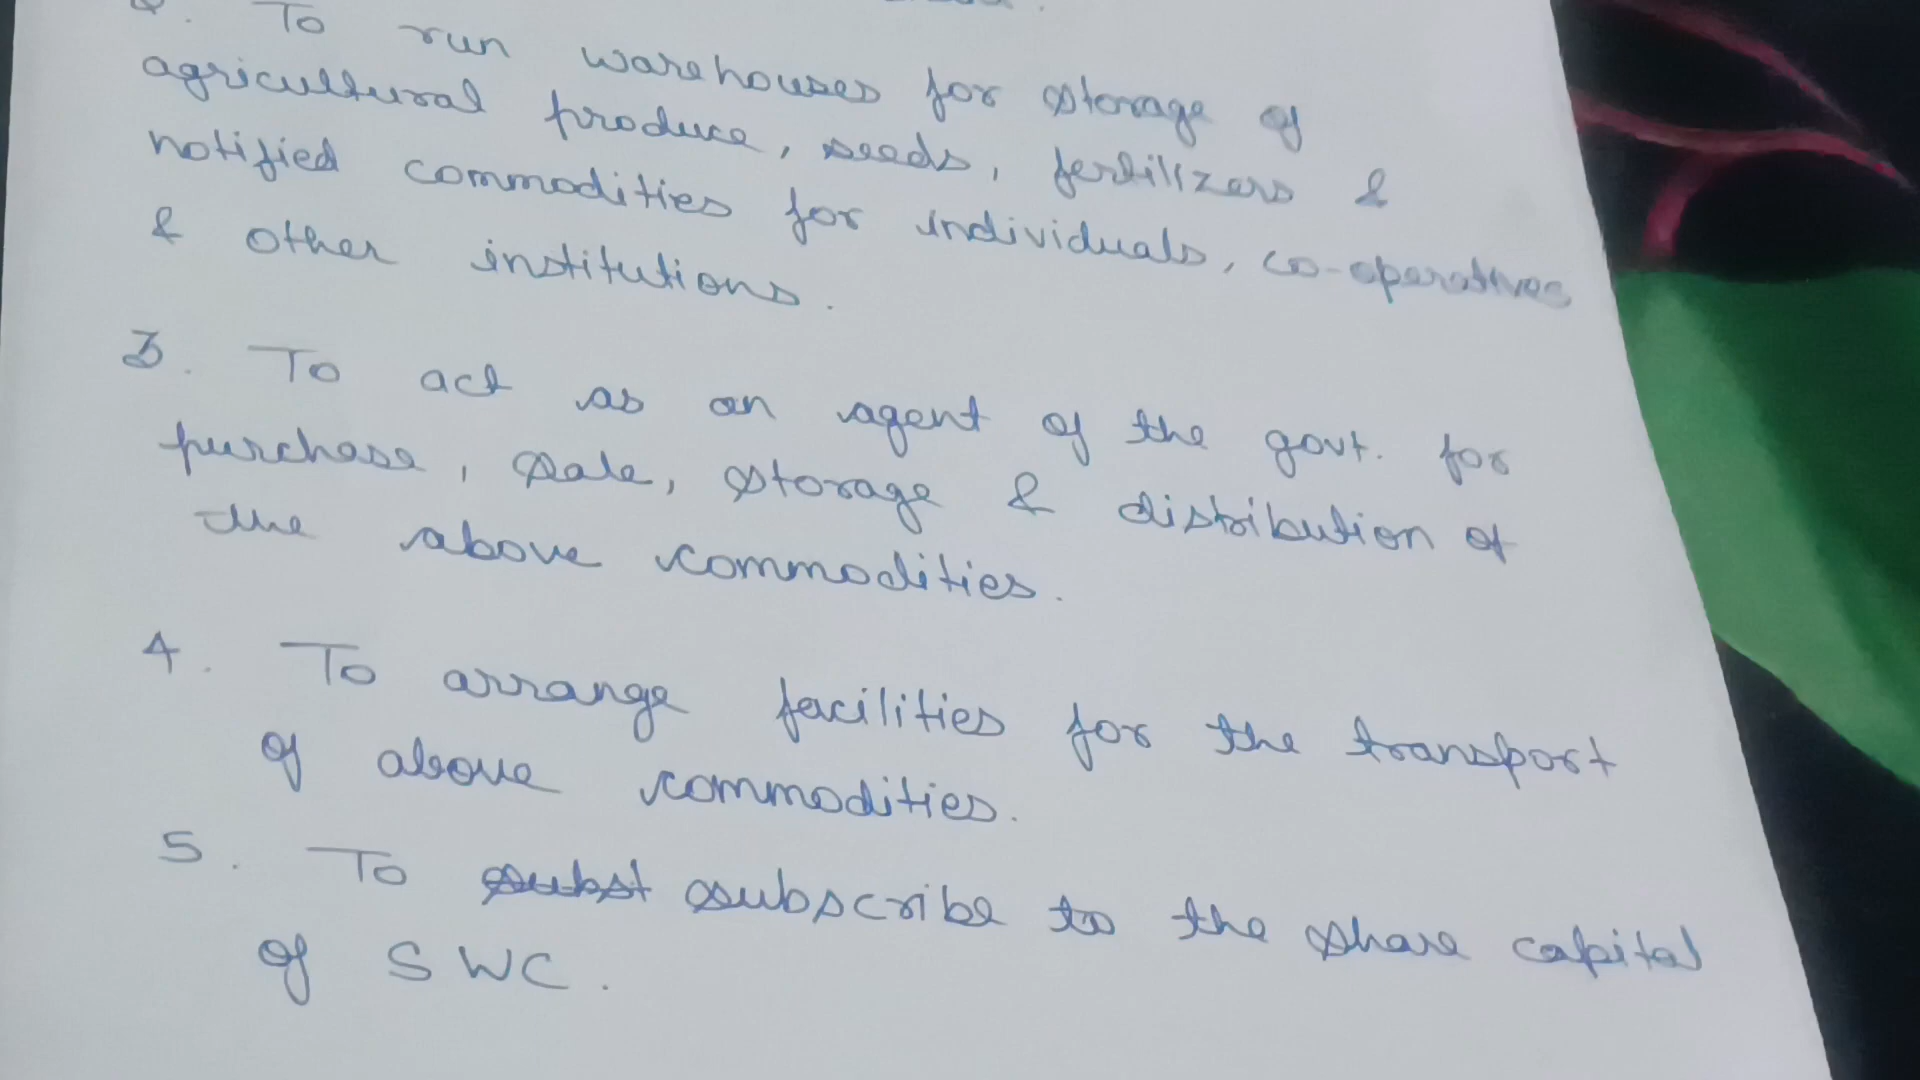 2. To run warehouses for storage of
agricultural produce, seeds, fertilizers &
notified commodities for individuals, co-operatives
& other institutions.
3. To act as an agent of the govt. for
purchase, sale, storage & distribution of
the above commodities.
4. To arrange facilities for the transport
of above commodities.
5. To subst subscribe to the share capital
of SWC.